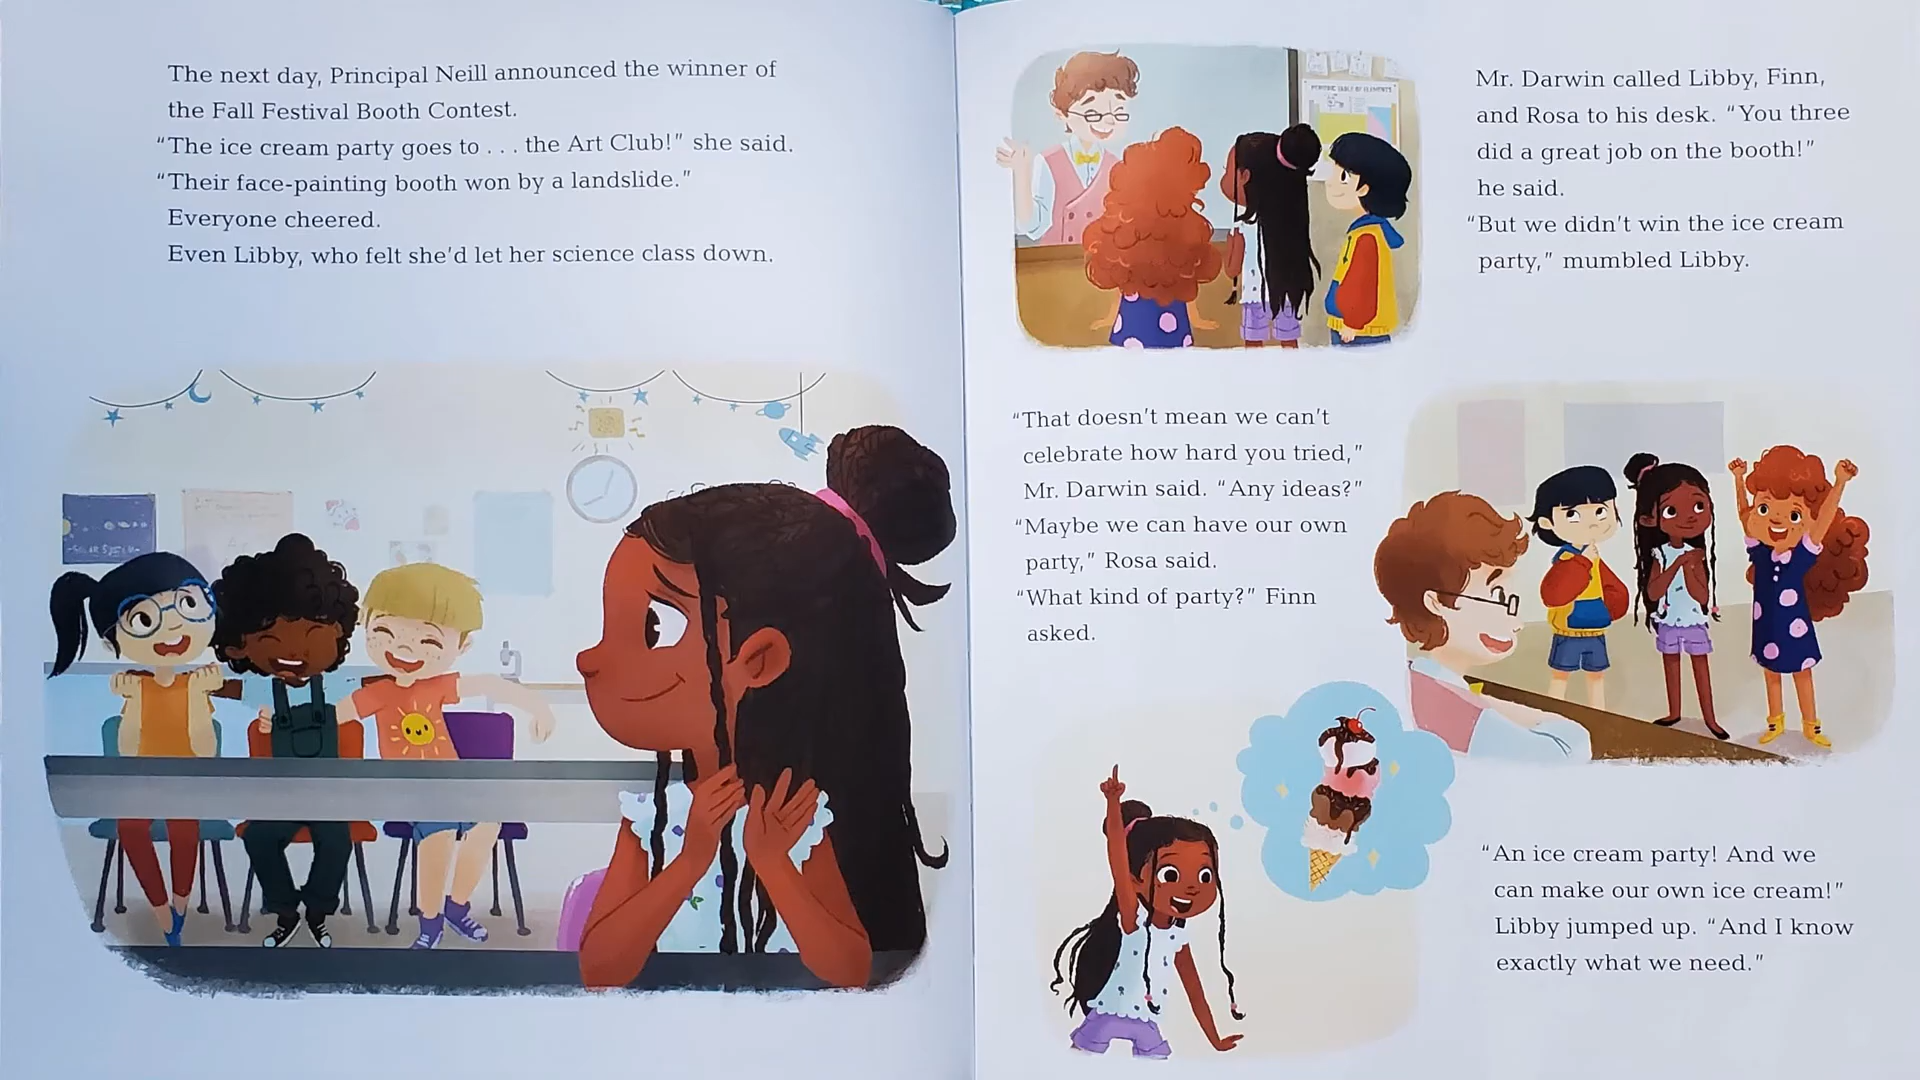 The next day, Principal Neill announced the winner of
the Fall Festival Booth Contest.
“The ice cream party goes to . . . the Art Club!” she said.
“Their face-painting booth won by a landslide.”
Everyone cheered.
Even Libby, who felt she’d let her science class down.
SOLAR SYSTEM
PERIODIC TABLE OF ELEMENTS
Mr. Darwin called Libby, Finn,
and Rosa to his desk. “You three
did a great job on the booth!”
he said.
“But we didn’t win the ice cream
party,” mumbled Libby.
“That doesn’t mean we can’t
celebrate how hard you tried,”
Mr. Darwin said. “Any ideas?”
“Maybe we can have our own
party,” Rosa said.
“What kind of party?” Finn
asked.
“An ice cream party! And we
can make our own ice cream!”
Libby jumped up. “And I know
exactly what we need.”